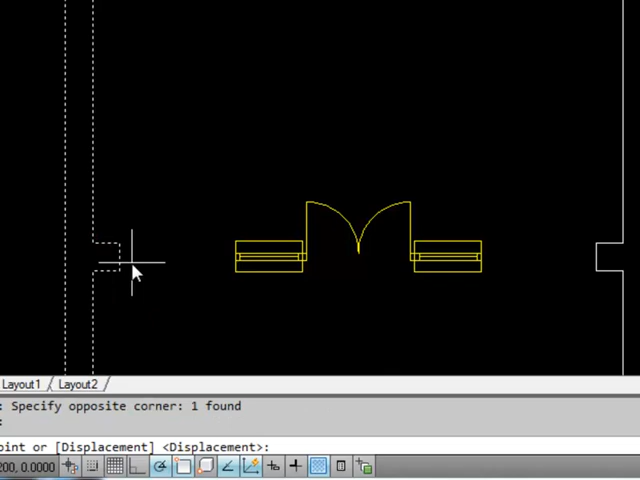 Layout1 Layout2
: Specify opposite corner: 1 found
:
oint or [Displacement] <Displacement>:
200, 0.0000